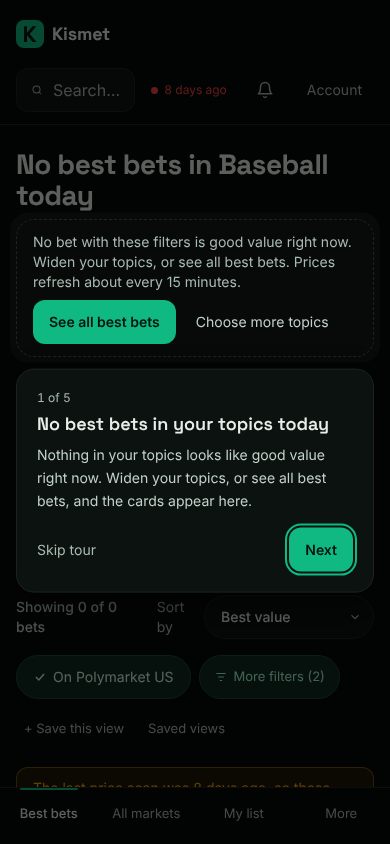 Kismet
Search...
8 days ago
Account
No best bets in Baseball
today
No bet with these filters is good value right now.
Widen your topics, or see all best bets. Prices
refresh about every 15 minutes.
See all best bets
Choose more topics
1 of 5
No best bets in your topics today
Nothing in your topics looks like good value
right now. Widen your topics, or see all best
bets, and the cards appear here.
Skip tour
Next
Showing 0 of 0
bets
Sort
by
Best value
On Polymarket US
More filters (2)
+ Save this view
Saved views
The last price seen was 8 days ago, so these
Best bets
All markets
My list
More